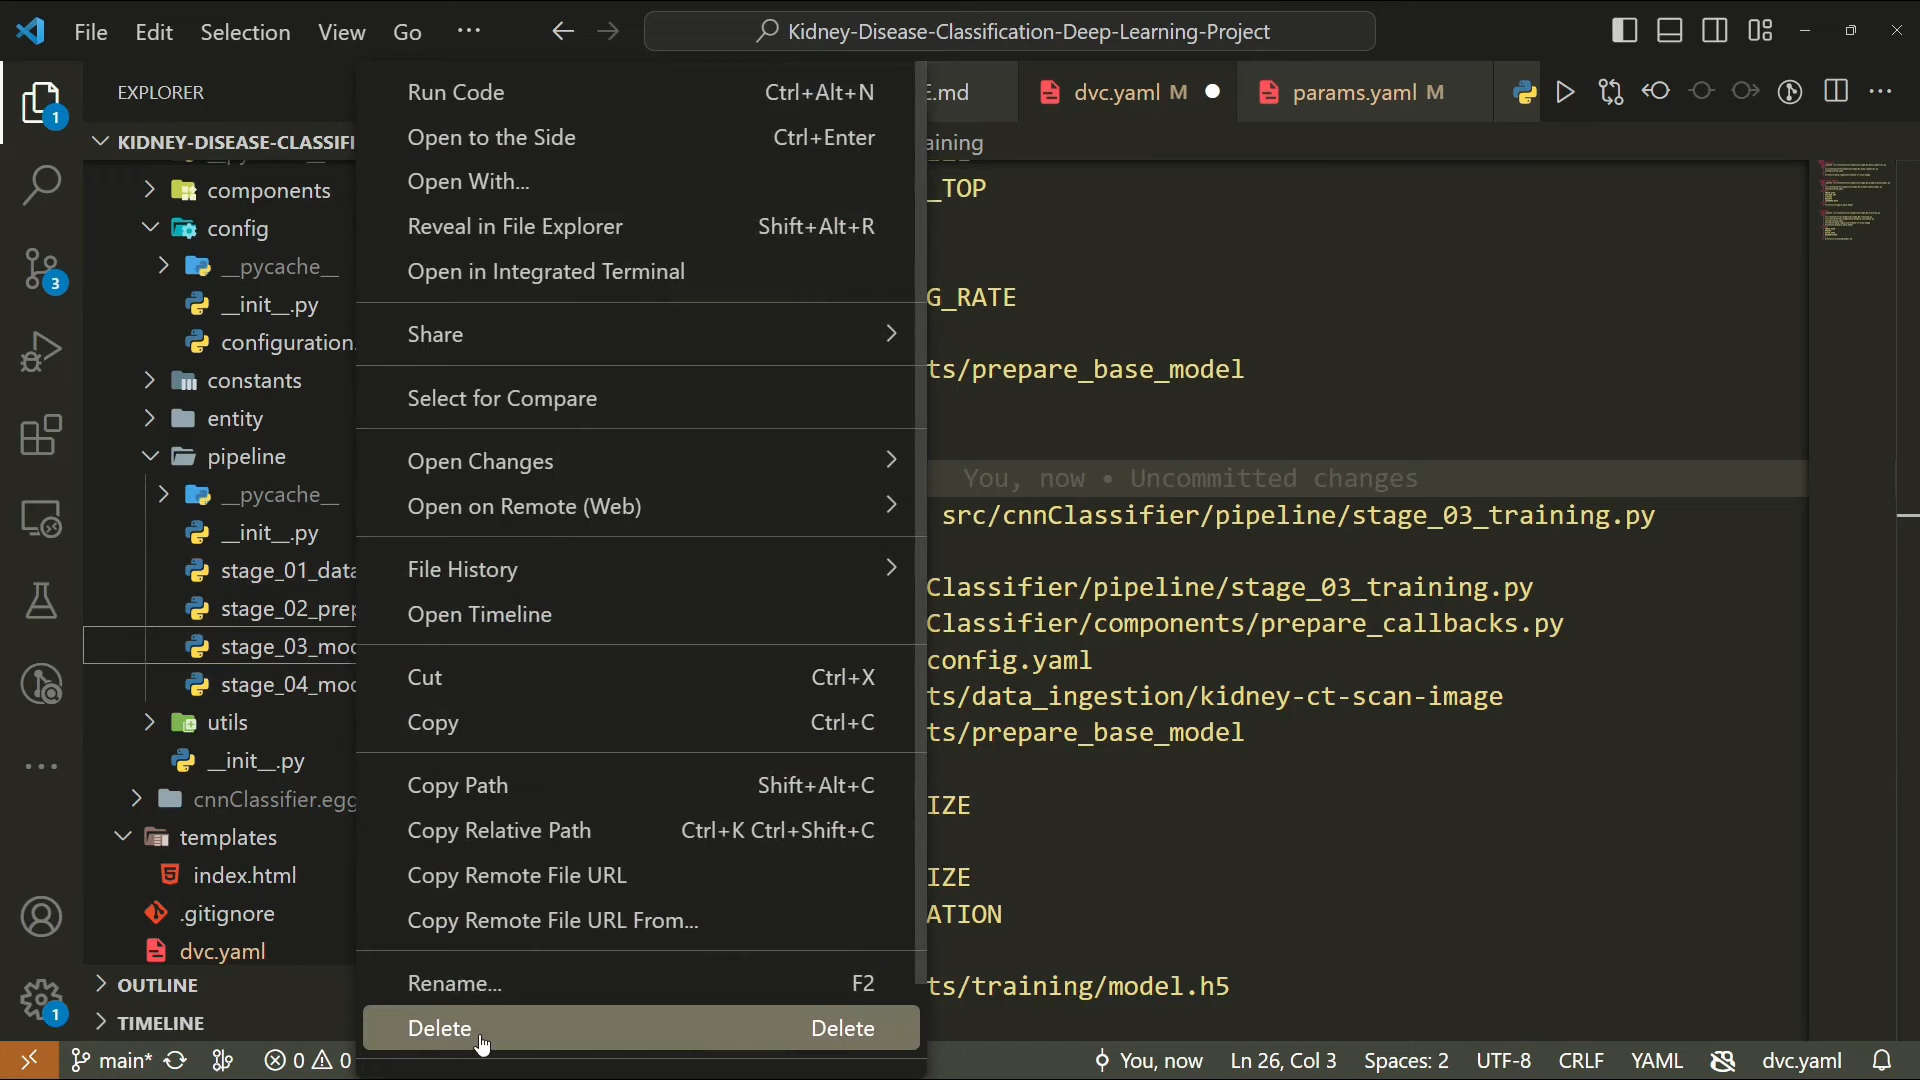 File Edit Selection View Go ...
Kidney-Disease-Classification-Deep-Learning-Project
EXPLORER
1
KIDNEY-DISEASE-CLASSIFI
components
config
__pycache__
__init__.py
configuration.
constants
entity
pipeline
__pycache__
__init__.py
stage_01_data
stage_02_prep
stage_03_mod
stage_04_mod
utils
__init__.py
cnnClassifier.egg
templates
index.html
.gitignore
dvc.yaml
OUTLINE
TIMELINE
3
1
Run Code Ctrl+Alt+N
Open to the Side Ctrl+Enter
Open With...
Reveal in File Explorer Shift+Alt+R
Open in Integrated Terminal
Share
Select for Compare
Open Changes
Open on Remote (Web)
File History
Open Timeline
Cut Ctrl+X
Copy Ctrl+C
Copy Path Shift+Alt+C
Copy Relative Path Ctrl+K Ctrl+Shift+C
Copy Remote File URL
Copy Remote File URL From...
Rename... F2
Delete Delete
E.md dvc.yaml M params.yaml M
aining
_TOP
G_RATE
ts/prepare_base_model
You, now • Uncommitted changes
src/cnnClassifier/pipeline/stage_03_training.py
Classifier/pipeline/stage_03_training.py
Classifier/components/prepare_callbacks.py
config.yaml
ts/data_ingestion/kidney-ct-scan-image
ts/prepare_base_model
IZE
IZE
ATION
ts/training/model.h5
main* 0 0 You, now Ln 26, Col 3 Spaces: 2 UTF-8 CRLF YAML dvc.yaml